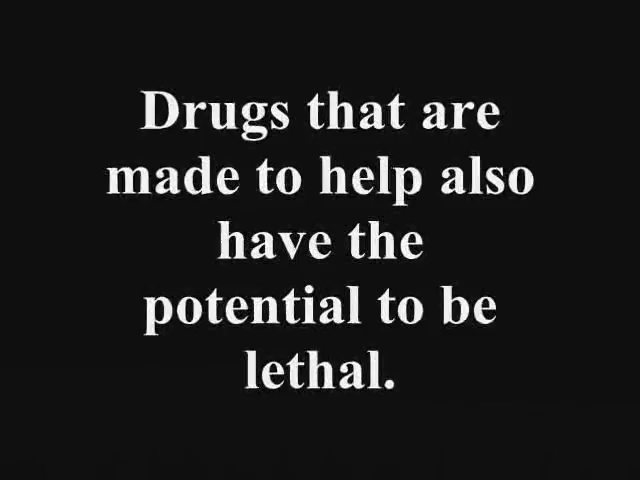 Drugs that are
made to help also
have the
potential to be
lethal.